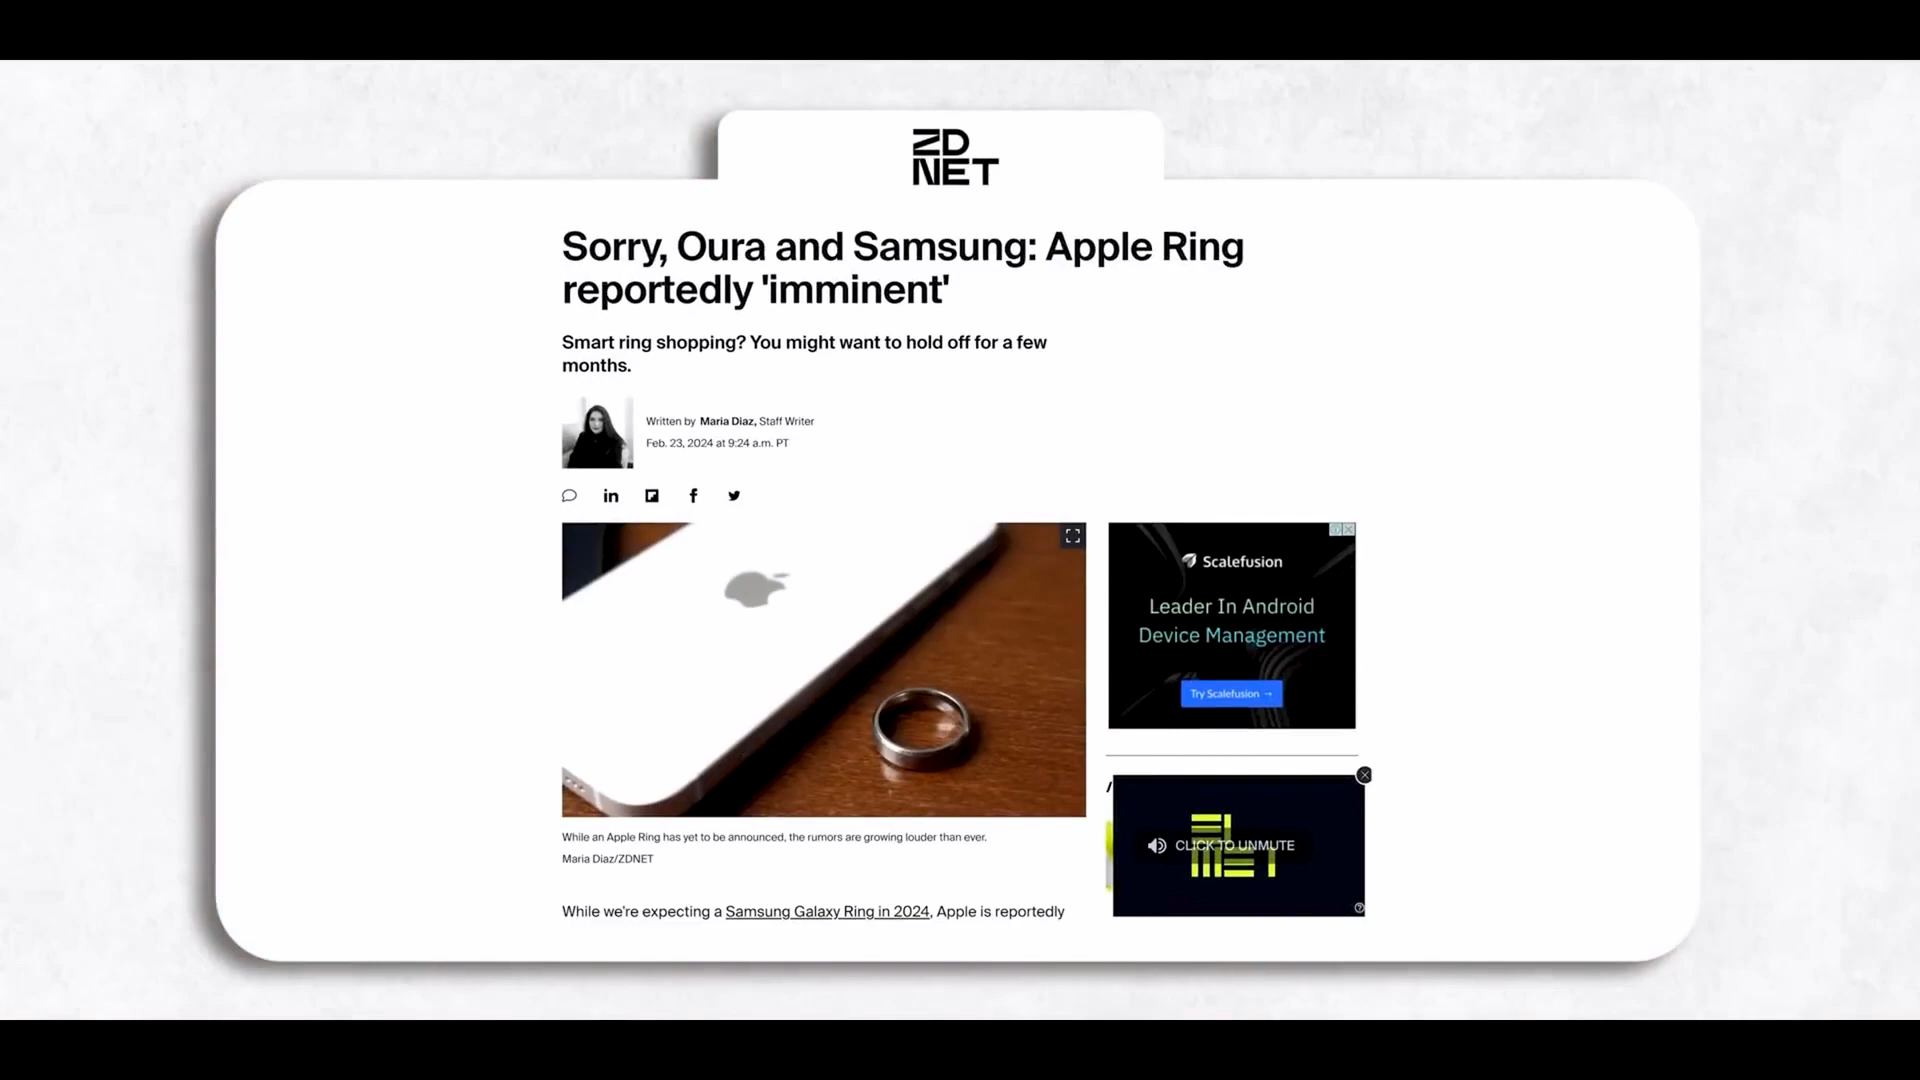 ZD
NET
Sorry, Oura and Samsung: Apple Ring
reportedly 'imminent'
Smart ring shopping? You might want to hold off for a few
months.
Written by Maria Diaz, Staff Writer
Feb. 23, 2024 at 9:24 a.m. PT
Scalefusion
Leader In Android
Device Management
Try Scalefusion →
CLICK TO UNMUTE
While an Apple Ring has yet to be announced, the rumors are growing louder than ever.
Maria Diaz/ZDNET
While we're expecting a Samsung Galaxy Ring in 2024, Apple is reportedly